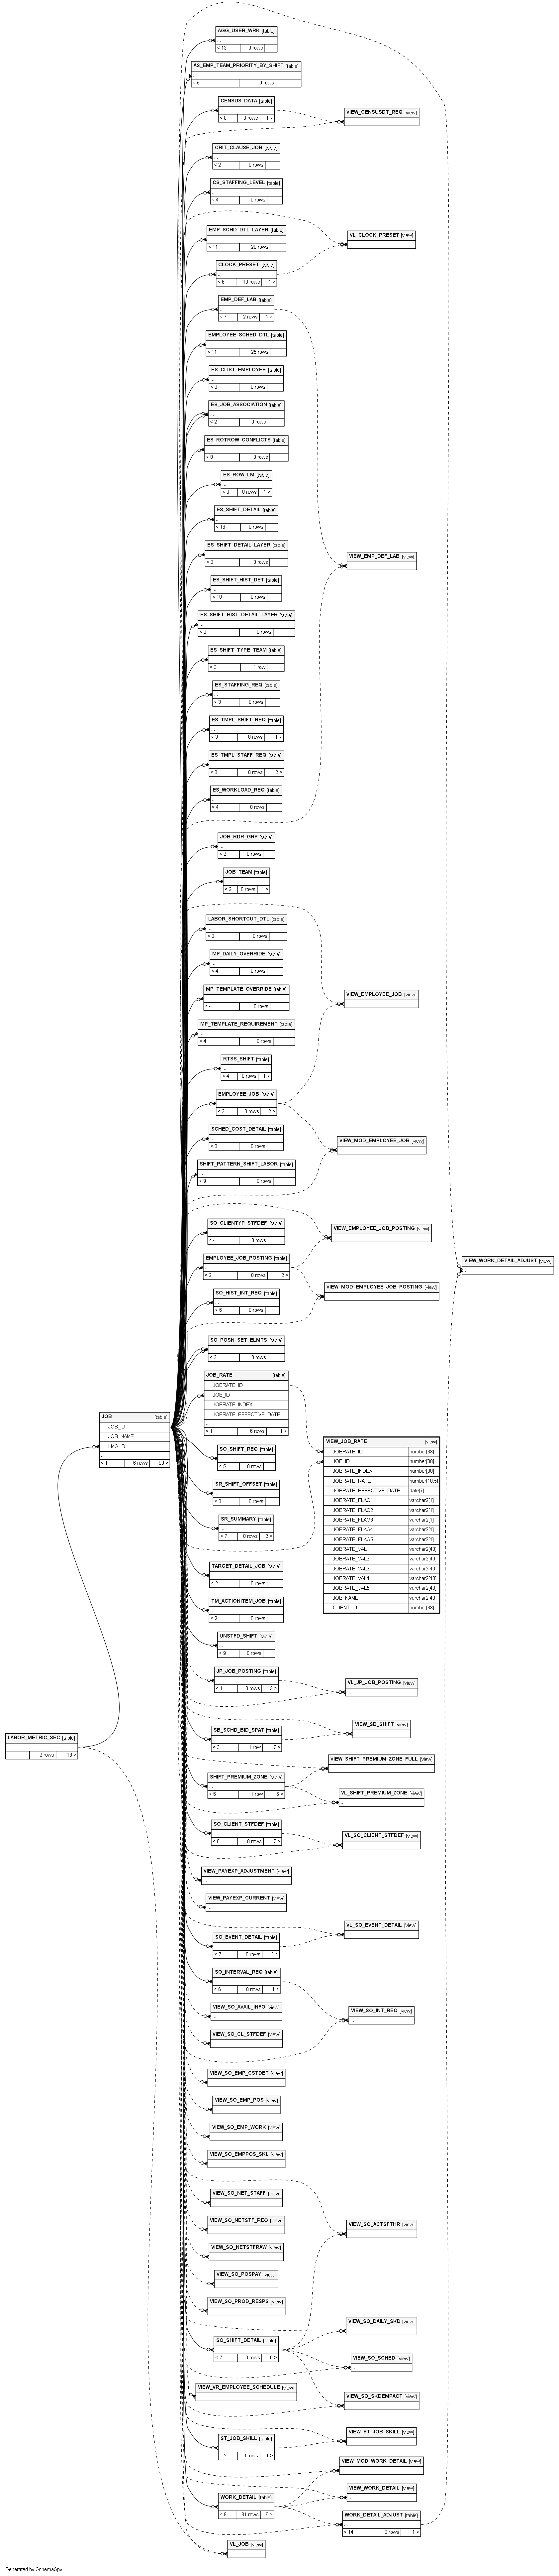 AGG_USER_WRK [table]
...
< 13 0 rows
AS_EMP_TEAM_PRIORITY_BY_SHIFT [table]
...
< 5 0 rows
CENSUS_DATA [table]
...
< 8 0 rows 1 >
VIEW_CENSUSDT_REQ [view]
...
CRIT_CLAUSE_JOB [table]
...
< 2 0 rows
CS_STAFFING_LEVEL [table]
...
< 4 0 rows
EMP_SCHD_DTL_LAYER [table]
...
< 11 20 rows
VL_CLOCK_PRESET [view]
...
CLOCK_PRESET [table]
...
< 6 10 rows 1 >
EMP_DEF_LAB [table]
...
< 7 2 rows 1 >
EMPLOYEE_SCHED_DTL [table]
...
< 11 25 rows
ES_CLIST_EMPLOYEE [table]
...
< 3 0 rows
ES_JOB_ASSOCIATION [table]
...
< 2 0 rows
ES_ROTROW_CONFLICTS [table]
...
< 8 0 rows
ES_ROW_LM [table]
...
< 9 0 rows 1 >
ES_SHIFT_DETAIL [table]
...
< 16 0 rows
ES_SHIFT_DETAIL_LAYER [table]
...
< 8 0 rows
VIEW_EMP_DEF_LAB [view]
...
ES_SHIFT_HIST_DET [table]
...
< 10 0 rows
ES_SHIFT_HIST_DETAIL_LAYER [table]
...
< 9 0 rows
ES_SHIFT_TYPE_TEAM [table]
...
< 3 1 row
ES_STAFFING_REQ [table]
...
< 3 0 rows
ES_TMPL_SHIFT_REQ [table]
...
< 3 0 rows 1 >
ES_TMPL_STAFF_REQ [table]
...
< 3 0 rows 2 >
ES_WORKLOAD_REQ [table]
...
< 4 0 rows
JOB_RDR_GRP [table]
...
< 2 0 rows
JOB_TEAM [table]
...
< 2 0 rows 1 >
LABOR_SHORTCUT_DTL [table]
...
< 8 0 rows
MP_DAILY_OVERRIDE [table]
...
< 4 0 rows
MP_TEMPLATE_OVERRIDE [table]
...
< 4 0 rows
VIEW_EMPLOYEE_JOB [view]
...
MP_TEMPLATE_REQUIREMENT [table]
...
< 4 0 rows
RTSS_SHIFT [table]
...
< 4 0 rows 1 >
EMPLOYEE_JOB [table]
...
< 2 0 rows 2 >
SCHED_COST_DETAIL [table]
...
< 9 0 rows
VIEW_MOD_EMPLOYEE_JOB [view]
...
SHIFT_PATTERN_SHIFT_LABOR [table]
...
< 9 0 rows
SO_CLIENTYP_STFDEF [table]
...
< 4 0 rows
VIEW_EMPLOYEE_JOB_POSTING [view]
...
EMPLOYEE_JOB_POSTING [table]
...
< 2 0 rows 2 >
VIEW_WORK_DETAIL_ADJUST [view]
...
VIEW_MOD_EMPLOYEE_JOB_POSTING [view]
...
SO_HIST_INT_REQ [table]
...
< 6 0 rows
SO_POSN_SET_ELMTS [table]
...
< 2 0 rows
JOB_RATE [table]
JOBRATE_ID
JOB_ID
JOBRATE_INDEX
JOBRATE_EFFECTIVE_DATE
...
< 1 6 rows 1 >
JOB [table]
JOB_ID
JOB_NAME
LMS_ID
...
< 1 6 rows 93 >
VIEW_JOB_RATE [view]
JOBRATE_ID number[38]
JOB_ID number[38]
JOBRATE_INDEX number[38]
JOBRATE_RATE number[10,6]
JOBRATE_EFFECTIVE_DATE date[7]
JOBRATE_FLAG1 varchar2[1]
JOBRATE_FLAG2 varchar2[1]
JOBRATE_FLAG3 varchar2[1]
JOBRATE_FLAG4 varchar2[1]
JOBRATE_FLAG5 varchar2[1]
JOBRATE_VAL1 varchar2[40]
JOBRATE_VAL2 varchar2[40]
JOBRATE_VAL3 varchar2[40]
JOBRATE_VAL4 varchar2[40]
JOBRATE_VAL5 varchar2[40]
JOB_NAME varchar2[40]
CLIENT_ID number[38]
SO_SHIFT_REQ [table]
...
< 5 0 rows
SR_SHIFT_OFFSET [table]
...
< 3 0 rows
SR_SUMMARY [table]
...
< 7 0 rows 2 >
TARGET_DETAIL_JOB [table]
...
< 2 0 rows
TM_ACTIONITEM_JOB [table]
...
< 2 0 rows
UNSTFD_SHIFT [table]
...
< 9 0 rows
JP_JOB_POSTING [table]
...
< 1 0 rows 3 >
VL_JP_JOB_POSTING [view]
...
SB_SCHD_BID_SPAT [table]
...
< 3 1 row 7 >
VIEW_SB_SHIFT [view]
...
LABOR_METRIC_SEC [table]
...
2 rows 18 >
VIEW_SHIFT_PREMIUM_ZONE_FULL [view]
...
SHIFT_PREMIUM_ZONE [table]
...
< 6 1 row 6 >
VL_SHIFT_PREMIUM_ZONE [view]
...
SO_CLIENT_STFDEF [table]
...
< 6 0 rows 7 >
VL_SO_CLIENT_STFDEF [view]
...
VIEW_PAYEXP_ADJUSTMENT [view]
...
VIEW_PAYEXP_CURRENT [view]
...
VL_SO_EVENT_DETAIL [view]
...
SO_EVENT_DETAIL [table]
...
< 7 0 rows 2 >
SO_INTERVAL_REQ [table]
...
< 6 0 rows 1 >
VIEW_SO_AVAIL_INFO [view]
...
VIEW_SO_INT_REQ [view]
...
VIEW_SO_CL_STFDEF [view]
...
VIEW_SO_EMP_CSTDET [view]
...
VIEW_SO_EMP_POS [view]
...
VIEW_SO_EMP_WORK [view]
...
VIEW_SO_EMPPOS_SKL [view]
...
VIEW_SO_NET_STAFF [view]
...
VIEW_SO_NETSTF_REQ [view]
...
VIEW_SO_ACTSFTHR [view]
...
VIEW_SO_NETSTFRAW [view]
...
VIEW_SO_POSPAY [view]
...
VIEW_SO_PROD_RESPS [view]
...
VIEW_SO_DAILY_SKD [view]
...
SO_SHIFT_DETAIL [table]
...
< 7 0 rows 6 >
VIEW_SO_SCHED [view]
...
VIEW_VR_EMPLOYEE_SCHEDULE [view]
...
VIEW_SO_SKDEMPACT [view]
...
ST_JOB_SKILL [table]
...
< 2 0 rows 1 >
VIEW_ST_JOB_SKILL [view]
...
VIEW_MOD_WORK_DETAIL [view]
...
WORK_DETAIL [table]
...
< 9 31 rows 6 >
VIEW_WORK_DETAIL [view]
...
WORK_DETAIL_ADJUST [table]
...
< 14 0 rows 1 >
VL_JOB [view]
...
Generated by SchemaSpy